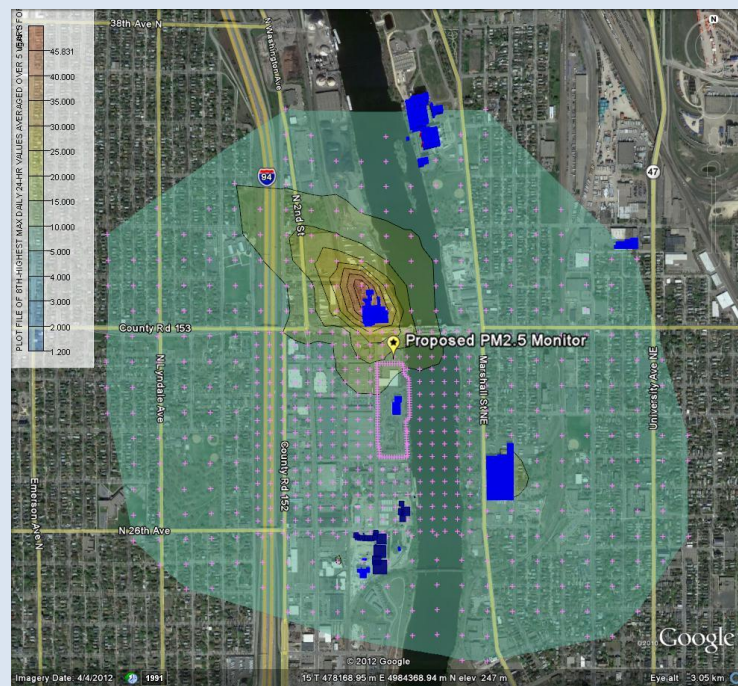 PLOT FILE OF 8TH-HIGHEST MAX DAILY 24-HR VALUES AVERAGED OVER 5 YEARS FO
45.831
40.000
35.000
30.000
25.000
20.000
15.000
10.000
5.000
4.000
3.000
2.000
1.200
38th Ave N
N Washington Ave
N
94
47
N 2nd St
County Rd 153
Proposed PM2.5 Monitor
N Lyndale Ave
Marshall St NE
University Ave NE
County Rd 152
Emerson Ave N
N 26th Ave
©2010 Google
© 2012 Google
Imagery Date: 4/4/2012 1991 15 T 478168.95 m E 4984368.94 m N elev 247 m Eye alt 3.05 km